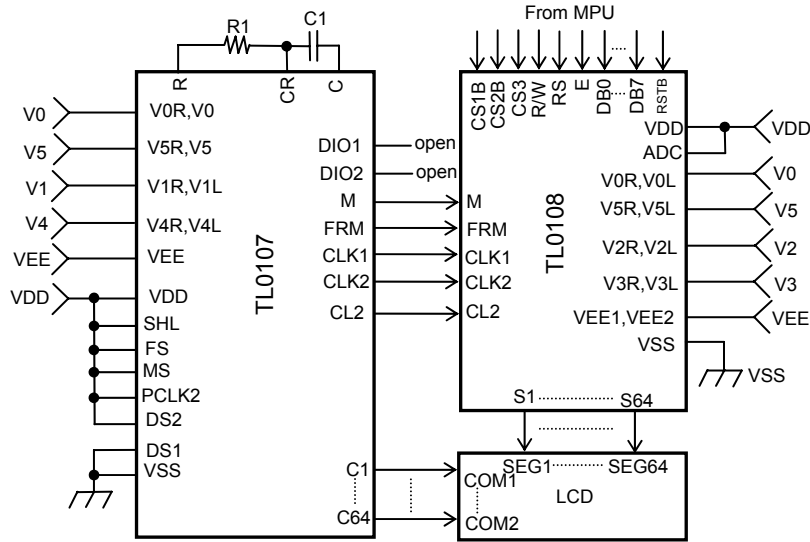 From MPU
R1
C1
R
CR
C
CS1B
CS2B
CS3
R/W
RS
E
DB0
DB7
RSTB
V0
V5
V1
V4
VEE
VDD
V0R,V0
V5R,V5
V1R,V1L
V4R,V4L
VEE
VDD
SHL
FS
MS
PCLK2
DS2
DS1
VSS
TL0107
DIO1
DIO2
M
FRM
CLK1
CLK2
CL2
C1
C64
open
open
M
FRM
CLK1
CLK2
CL2
TL0108
VDD
ADC
V0R,V0L
V5R,V5L
V2R,V2L
V3R,V3L
VEE1,VEE2
VSS
VDD
V0
V5
V2
V3
VEE
VSS
S1
S64
SEG1
SEG64
COM1
LCD
COM2